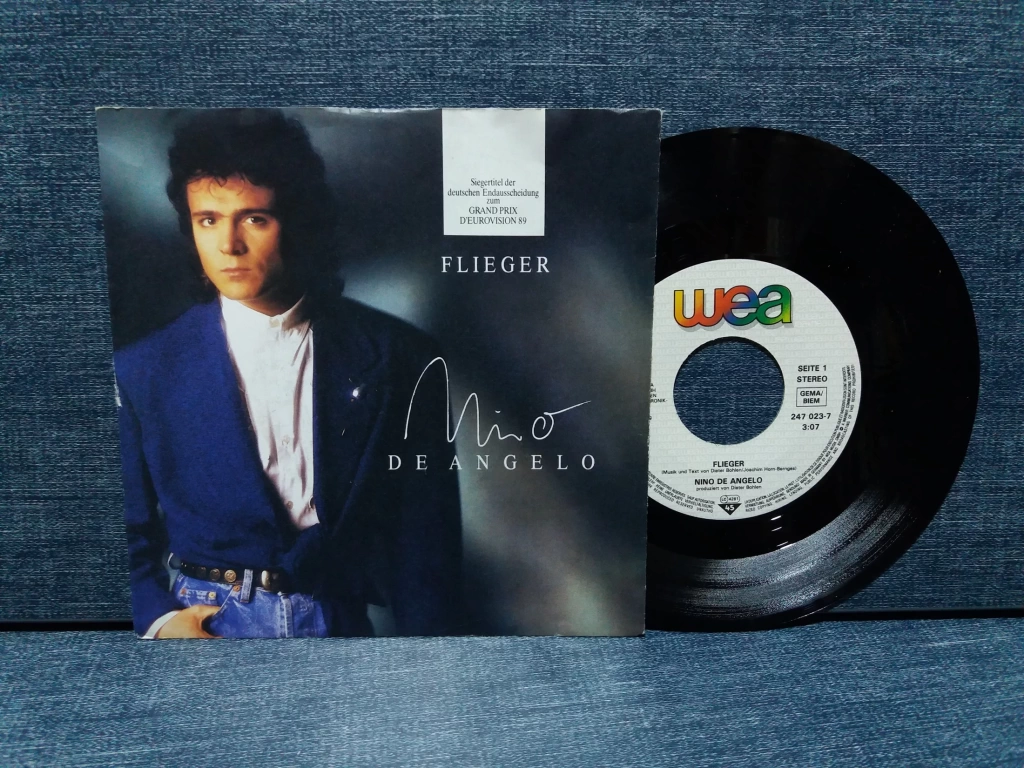 Siegertitel der
deutschen Endausscheidung
zum
GRAND PRIX
D'EUROVISION 89
FLIEGER
Nino
DE ANGELO
wea
SEITE 1
STEREO
GEMA/
BIEM
247 023-7
3:07
FLIEGER
(Musik und Text von Dieter Bohlen/Joachim Horn-Bernges)
NINO DE ANGELO
produziert von Dieter Bohlen
LC 4281
45